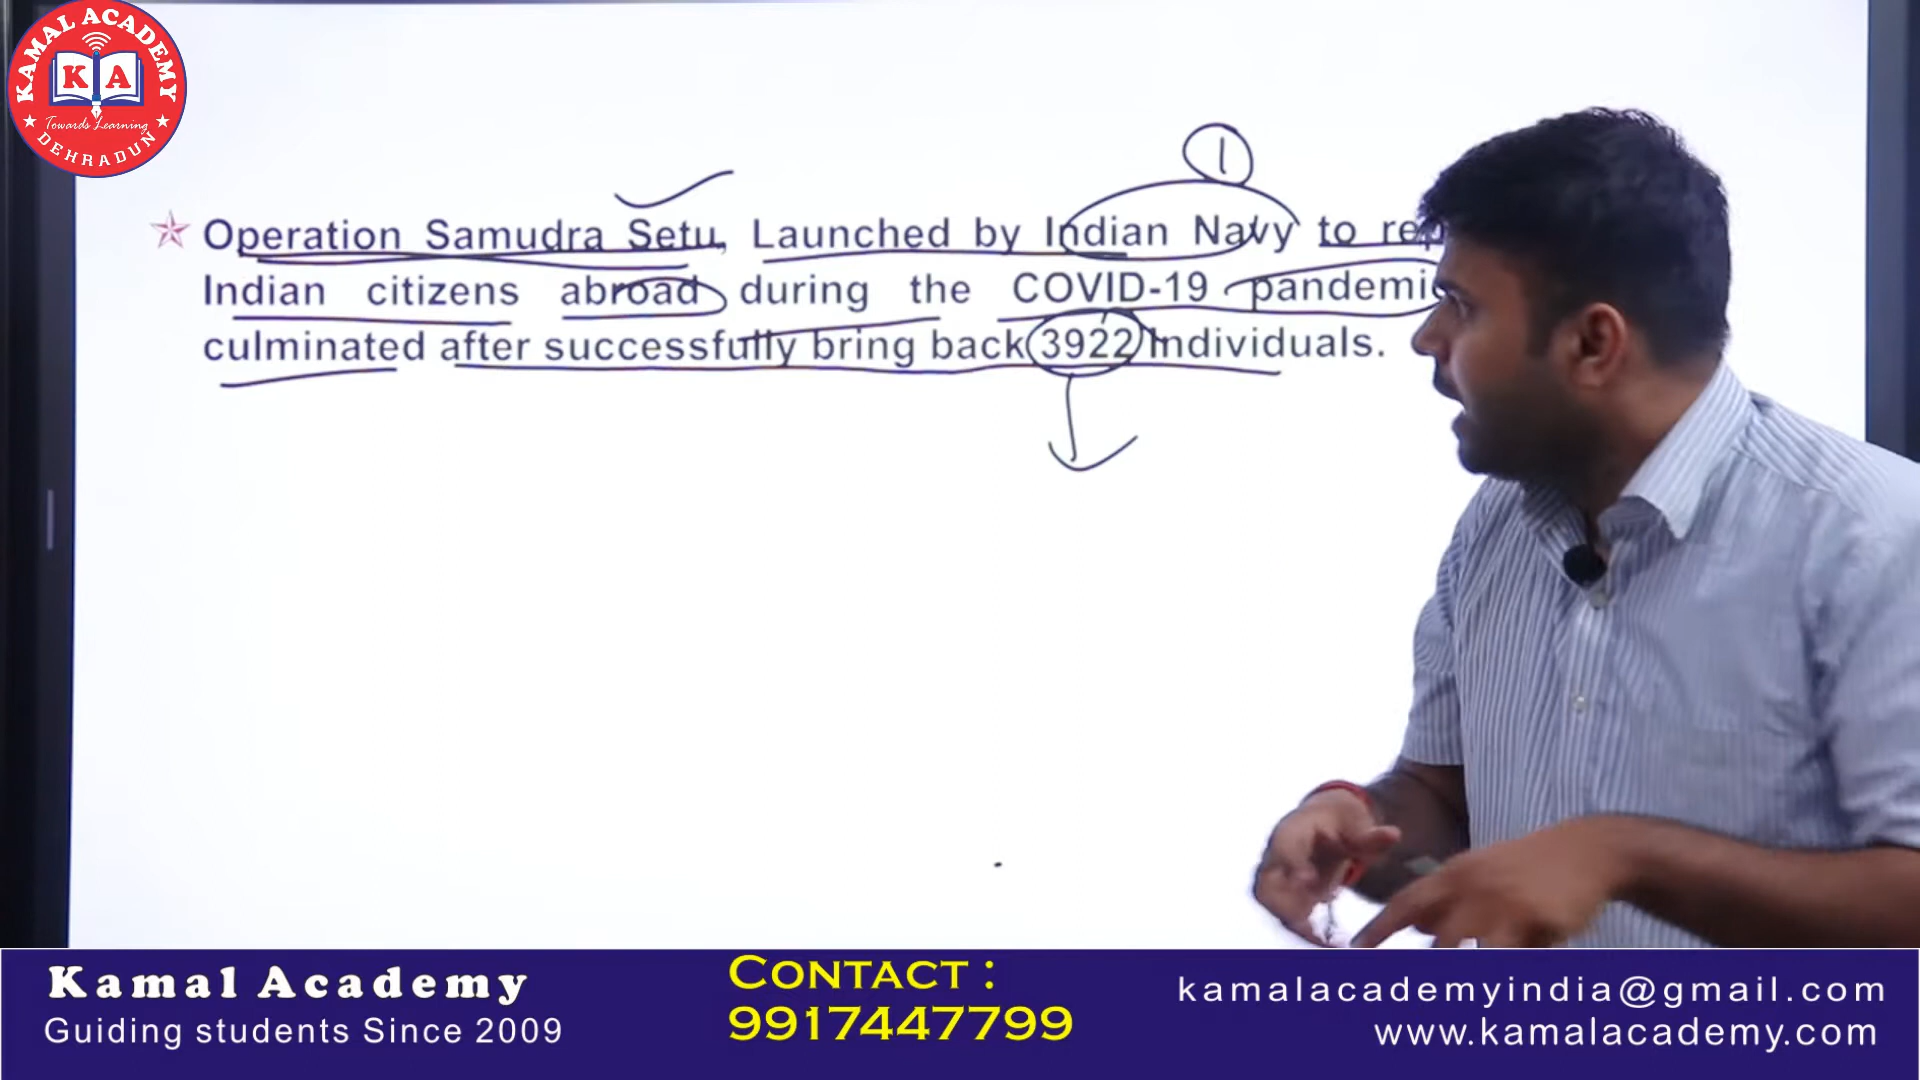 KAMAL ACADEMY
K A
Towards Learning
DEHRADUN
1
Operation Samudra Setu, Launched by Indian Navy to rep
Indian citizens abroad during the COVID-19 pandemic
culminated after successfully bring back 3922 Individuals.
Kamal Academy
Guiding students Since 2009
CONTACT :
9917447799
kamalacademyindia@gmail.com
www.kamalacademy.com